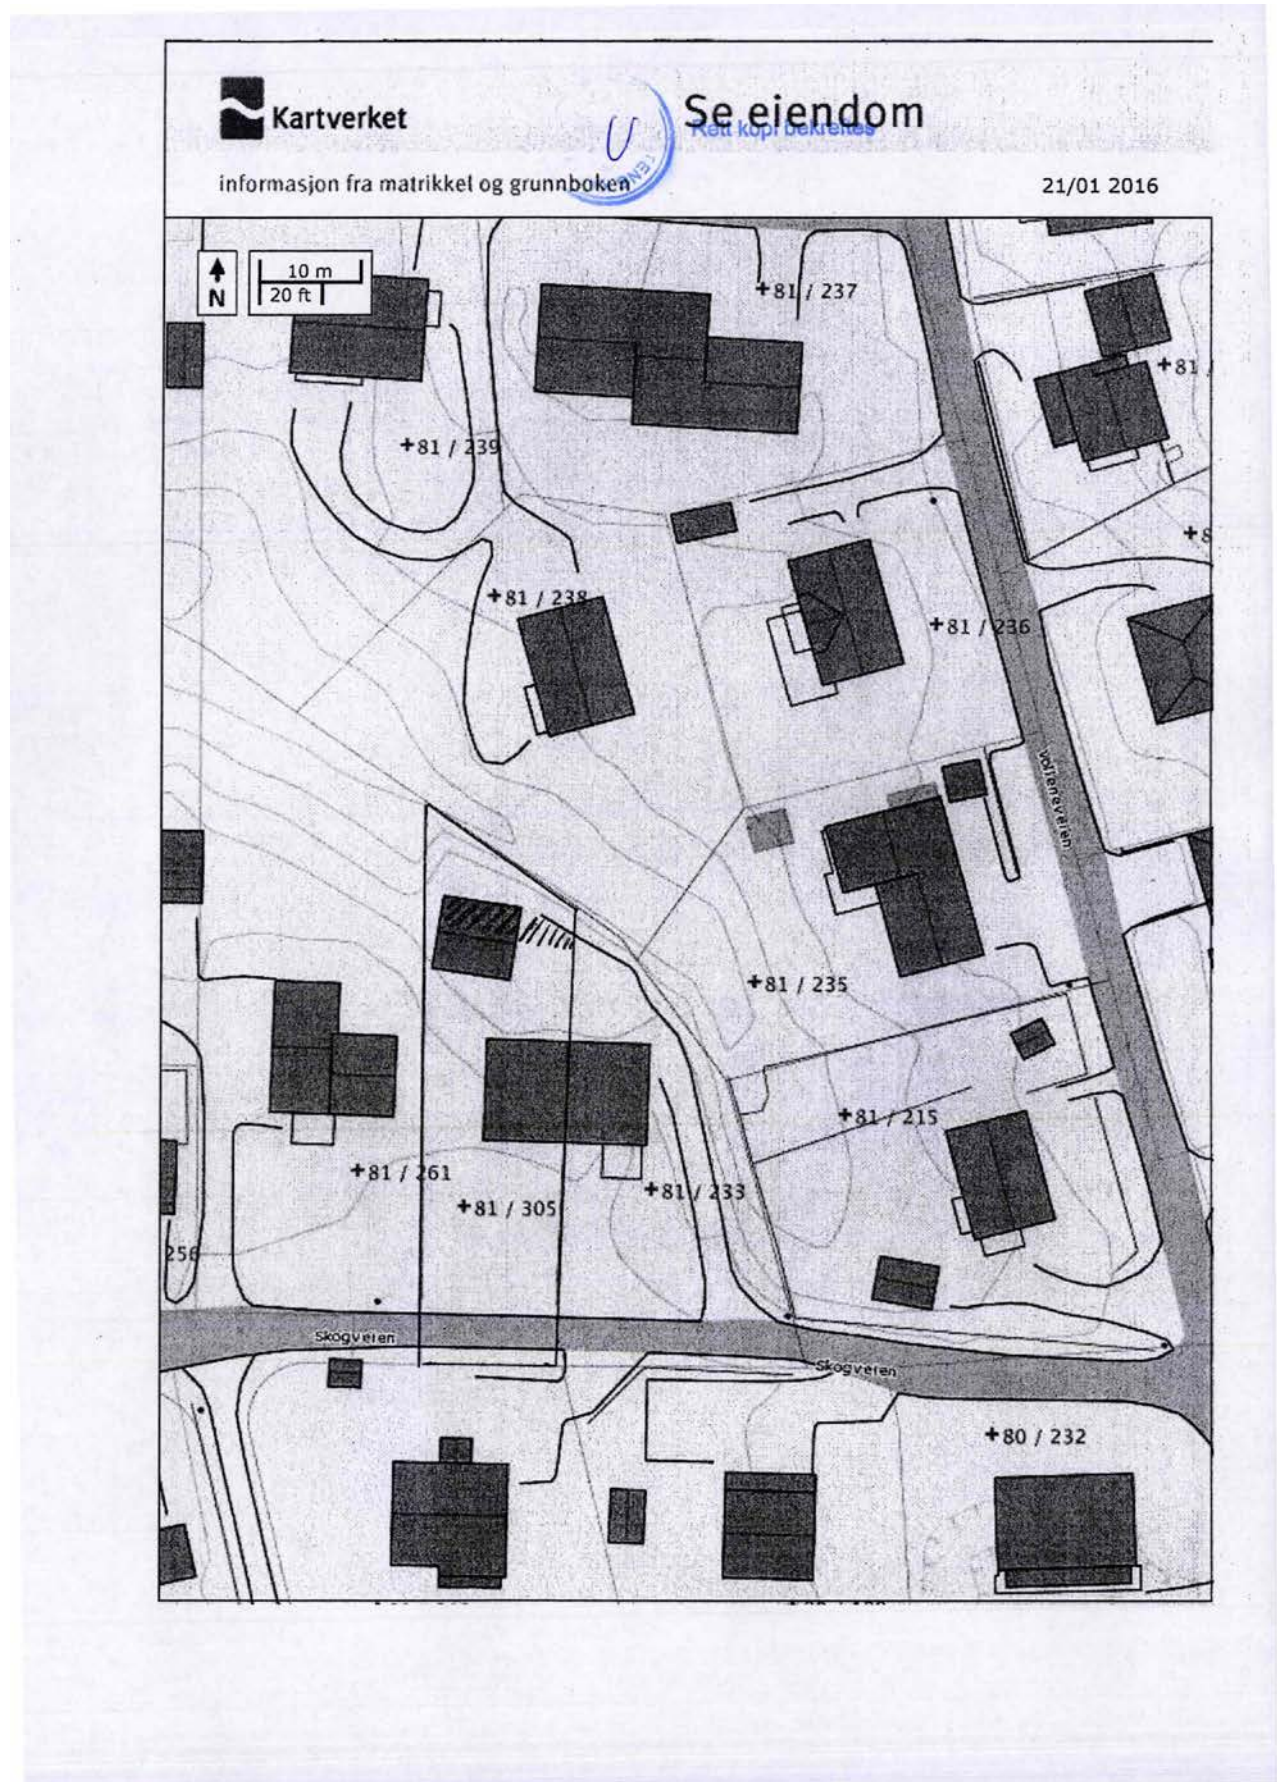 Kartverket
Se eiendom
Rett kopi bekreftes
informasjon fra matrikkel og grunnboken
21/01 2016
10 m
N
20 ft
+81 / 237
+81 /
+81 / 239
+8
+81 / 238
+81 / 236
Volleneveien
+81 / 235
+81 / 215
+81 / 261
+81 / 233
+81 / 305
256
Skogveien
Skogveien
+80 / 232